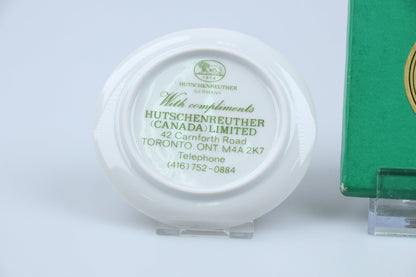 1814
HUTSCHENREUTHER
GERMANY
With compliments
HUTSCHENREUTHER
(CANADA) LIMITED
42 Carnforth Road
TORONTO. ONT. M4A 2K7
Telephone
(416) 752-0884